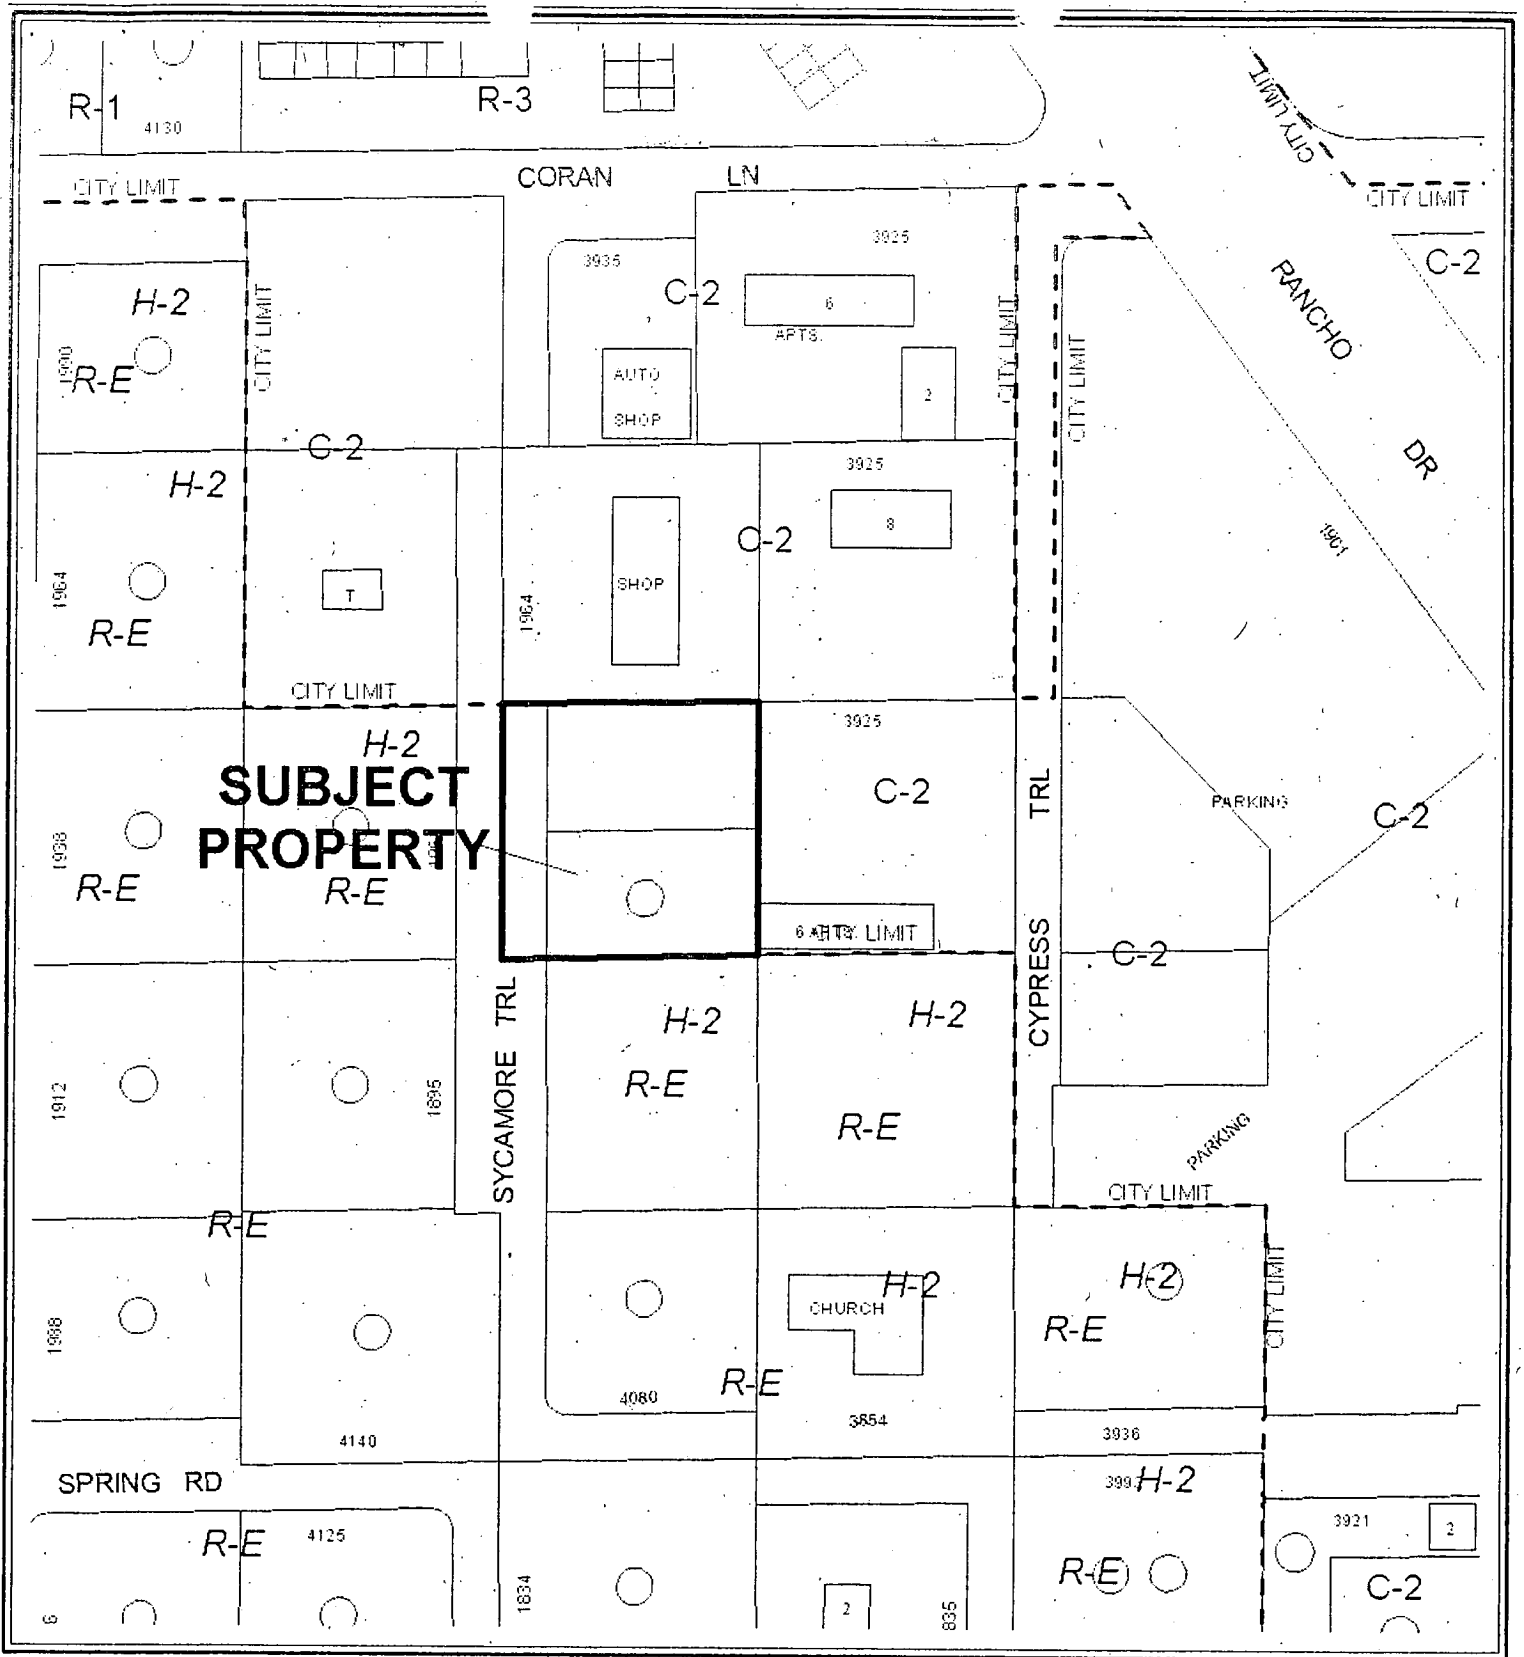 R-1
4130
R-3
CITY LIMIT
CORAN LN
CITY LIMIT
CITY LIMIT
3935
3925
C-2
C-2
H-2
R-E
CITY LIMIT
6
APTS.
AUTO
SHOP
2
CITY LIMIT
CITY LIMIT
RANCHO
DR
C-2
H-2
3925
8
C-2
1901
1964
T
SHOP
1964
R-E
CITY LIMIT
H-2
3925
SUBJECT
PROPERTY
C-2
TRL
PARKING
C-2
1938
R-E
R-E
6
LIMIT
CYPRESS
C-2
SYCAMORE TRL
H-2
H-2
1912
1895
R-E
R-E
PARKING
CITY LIMIT
R-E
CHURCH
H-2
H-2
R-E
CITY LIMIT
1988
4080
R-E
3854
4140
3936
SPRING RD
H-2
R-E
4125
3921
2
R-E
C-2
1834
2
835